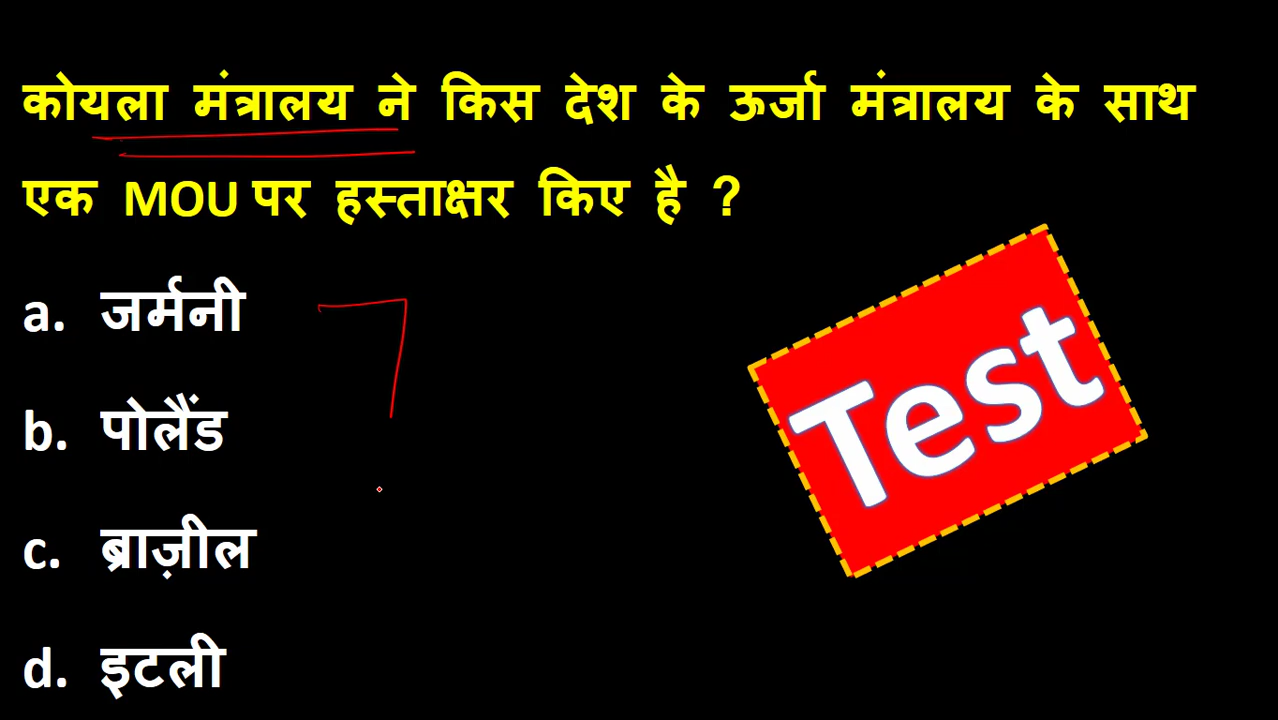 कोयला मंत्रालय ने किस देश के ऊर्जा मंत्रालय के साथ
एक MOU पर हस्ताक्षर किए है ?
a. जर्मनी
b. पोलैंड
c. ब्राज़ील
d. इटली
Test